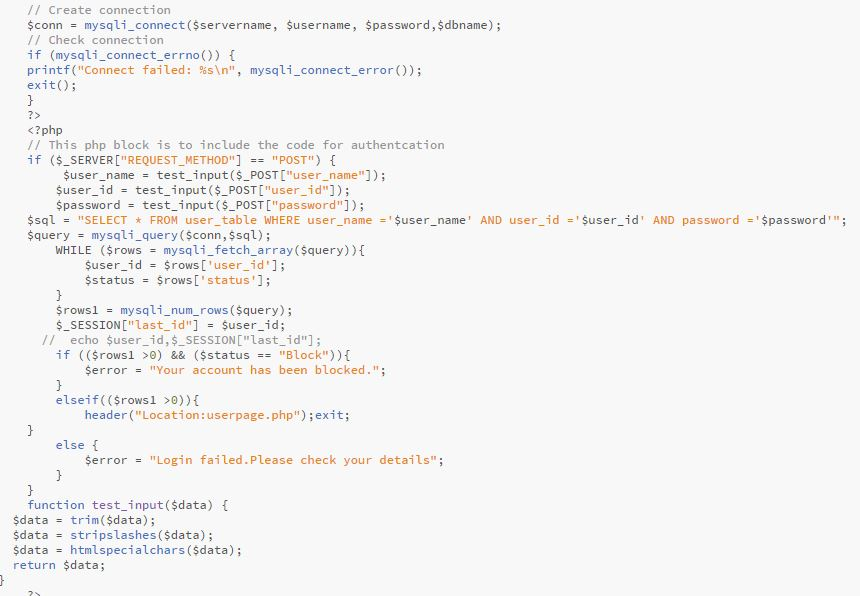 // Create connection
$conn = mysqli_connect($servername, $username, $password,$dbname);
// Check connection
if (mysqli_connect_errno()) {
printf("Connect failed: %s\n", mysqli_connect_error());
exit();
}
?>
<?php
// This php block is to include the code for authentcation
if ($_SERVER["REQUEST_METHOD"] == "POST") {
$user_name = test_input($_POST["user_name"]);
$user_id = test_input($_POST["user_id"]);
$password = test_input($_POST["password"]);
$sql = "SELECT * FROM user_table WHERE user_name ='$user_name' AND user_id ='$user_id' AND password ='$password'";
$query = mysqli_query($conn,$sql);
WHILE ($rows = mysqli_fetch_array($query)){
$user_id = $rows['user_id'];
$status = $rows['status'];
}
$rows1 = mysqli_num_rows($query);
$_SESSION["last_id"] = $user_id;
//  echo $user_id,$_SESSION["last_id"];
if (($rows1 >0) && ($status == "Block")){
$error = "Your account has been blocked.";
}
elseif(($rows1 >0)){
header("Location:userpage.php");exit;
}
else {
$error = "Login failed.Please check your details";
}
}
function test_input($data) {
$data = trim($data);
$data = stripslashes($data);
$data = htmlspecialchars($data);
return $data;
}
?>